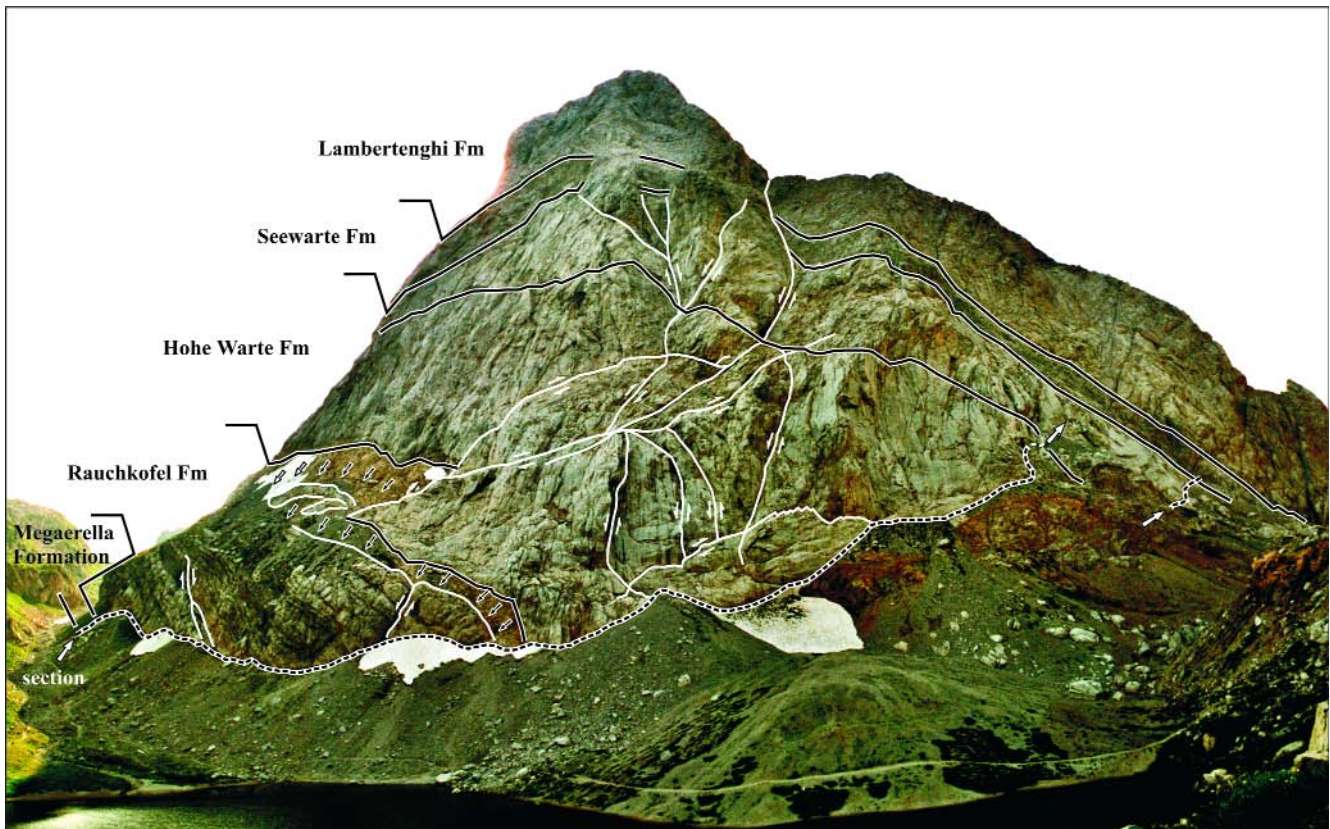 Lambertenghi Fm
Seewarte Fm
Hohe Warte Fm
Rauchkofel Fm
Megaerella
Formation
section